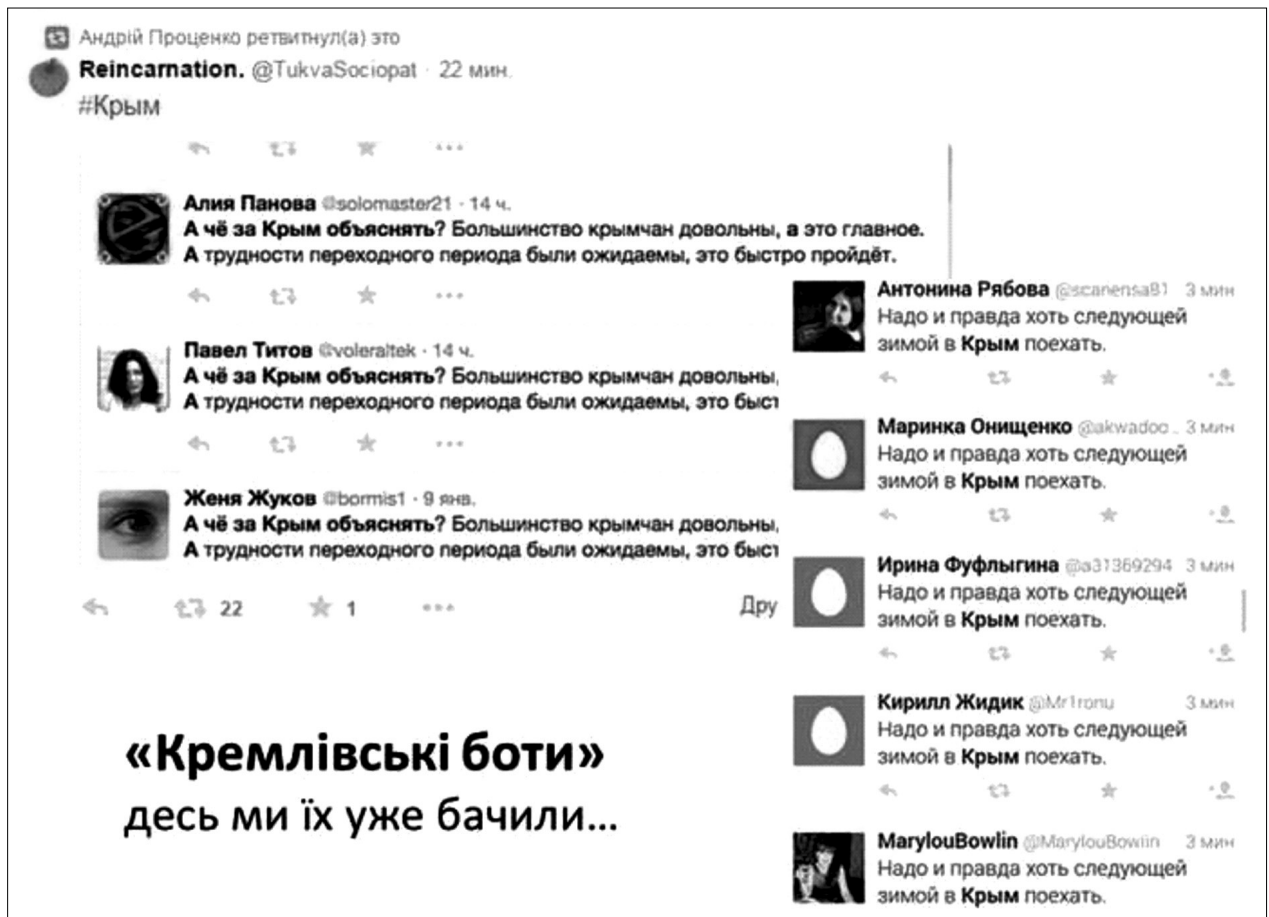 Андрій Проценко ретвитнул(а) это
Reincarnation. @TukvaSociopat · 22 мин.
#Крым
Алия Панова @solomaster21 · 14 ч.
А чё за Крым объяснять? Большинство крымчан довольны, а это главное.
А трудности переходного периода были ожидаемы, это быстро пройдёт.
Павел Титов @voleraltek · 14 ч.
А чё за Крым объяснять? Большинство крымчан довольны,
А трудности переходного периода были ожидаемы, это быст
Женя Жуков @bormis1 · 9 янв.
А чё за Крым объяснять? Большинство крымчан довольны,
А трудности переходного периода были ожидаемы, это быст
22 1 Дру
Антонина Рябова @scanensa81 3 мин
Надо и правда хоть следующей
зимой в Крым поехать.
Маринка Онищенко @akwadoo.. 3 мин
Надо и правда хоть следующей
зимой в Крым поехать.
Ирина Фуфлыгина @a31369294 3 мин
Надо и правда хоть следующей
зимой в Крым поехать.
Кирилл Жидик @Mr1ronu 3 мин
Надо и правда хоть следующей
зимой в Крым поехать.
MarylouBowlin @MarylouBowlin 3 мин
Надо и правда хоть следующей
зимой в Крым поехать.
«Кремлівські боти»
десь ми їх уже бачили...